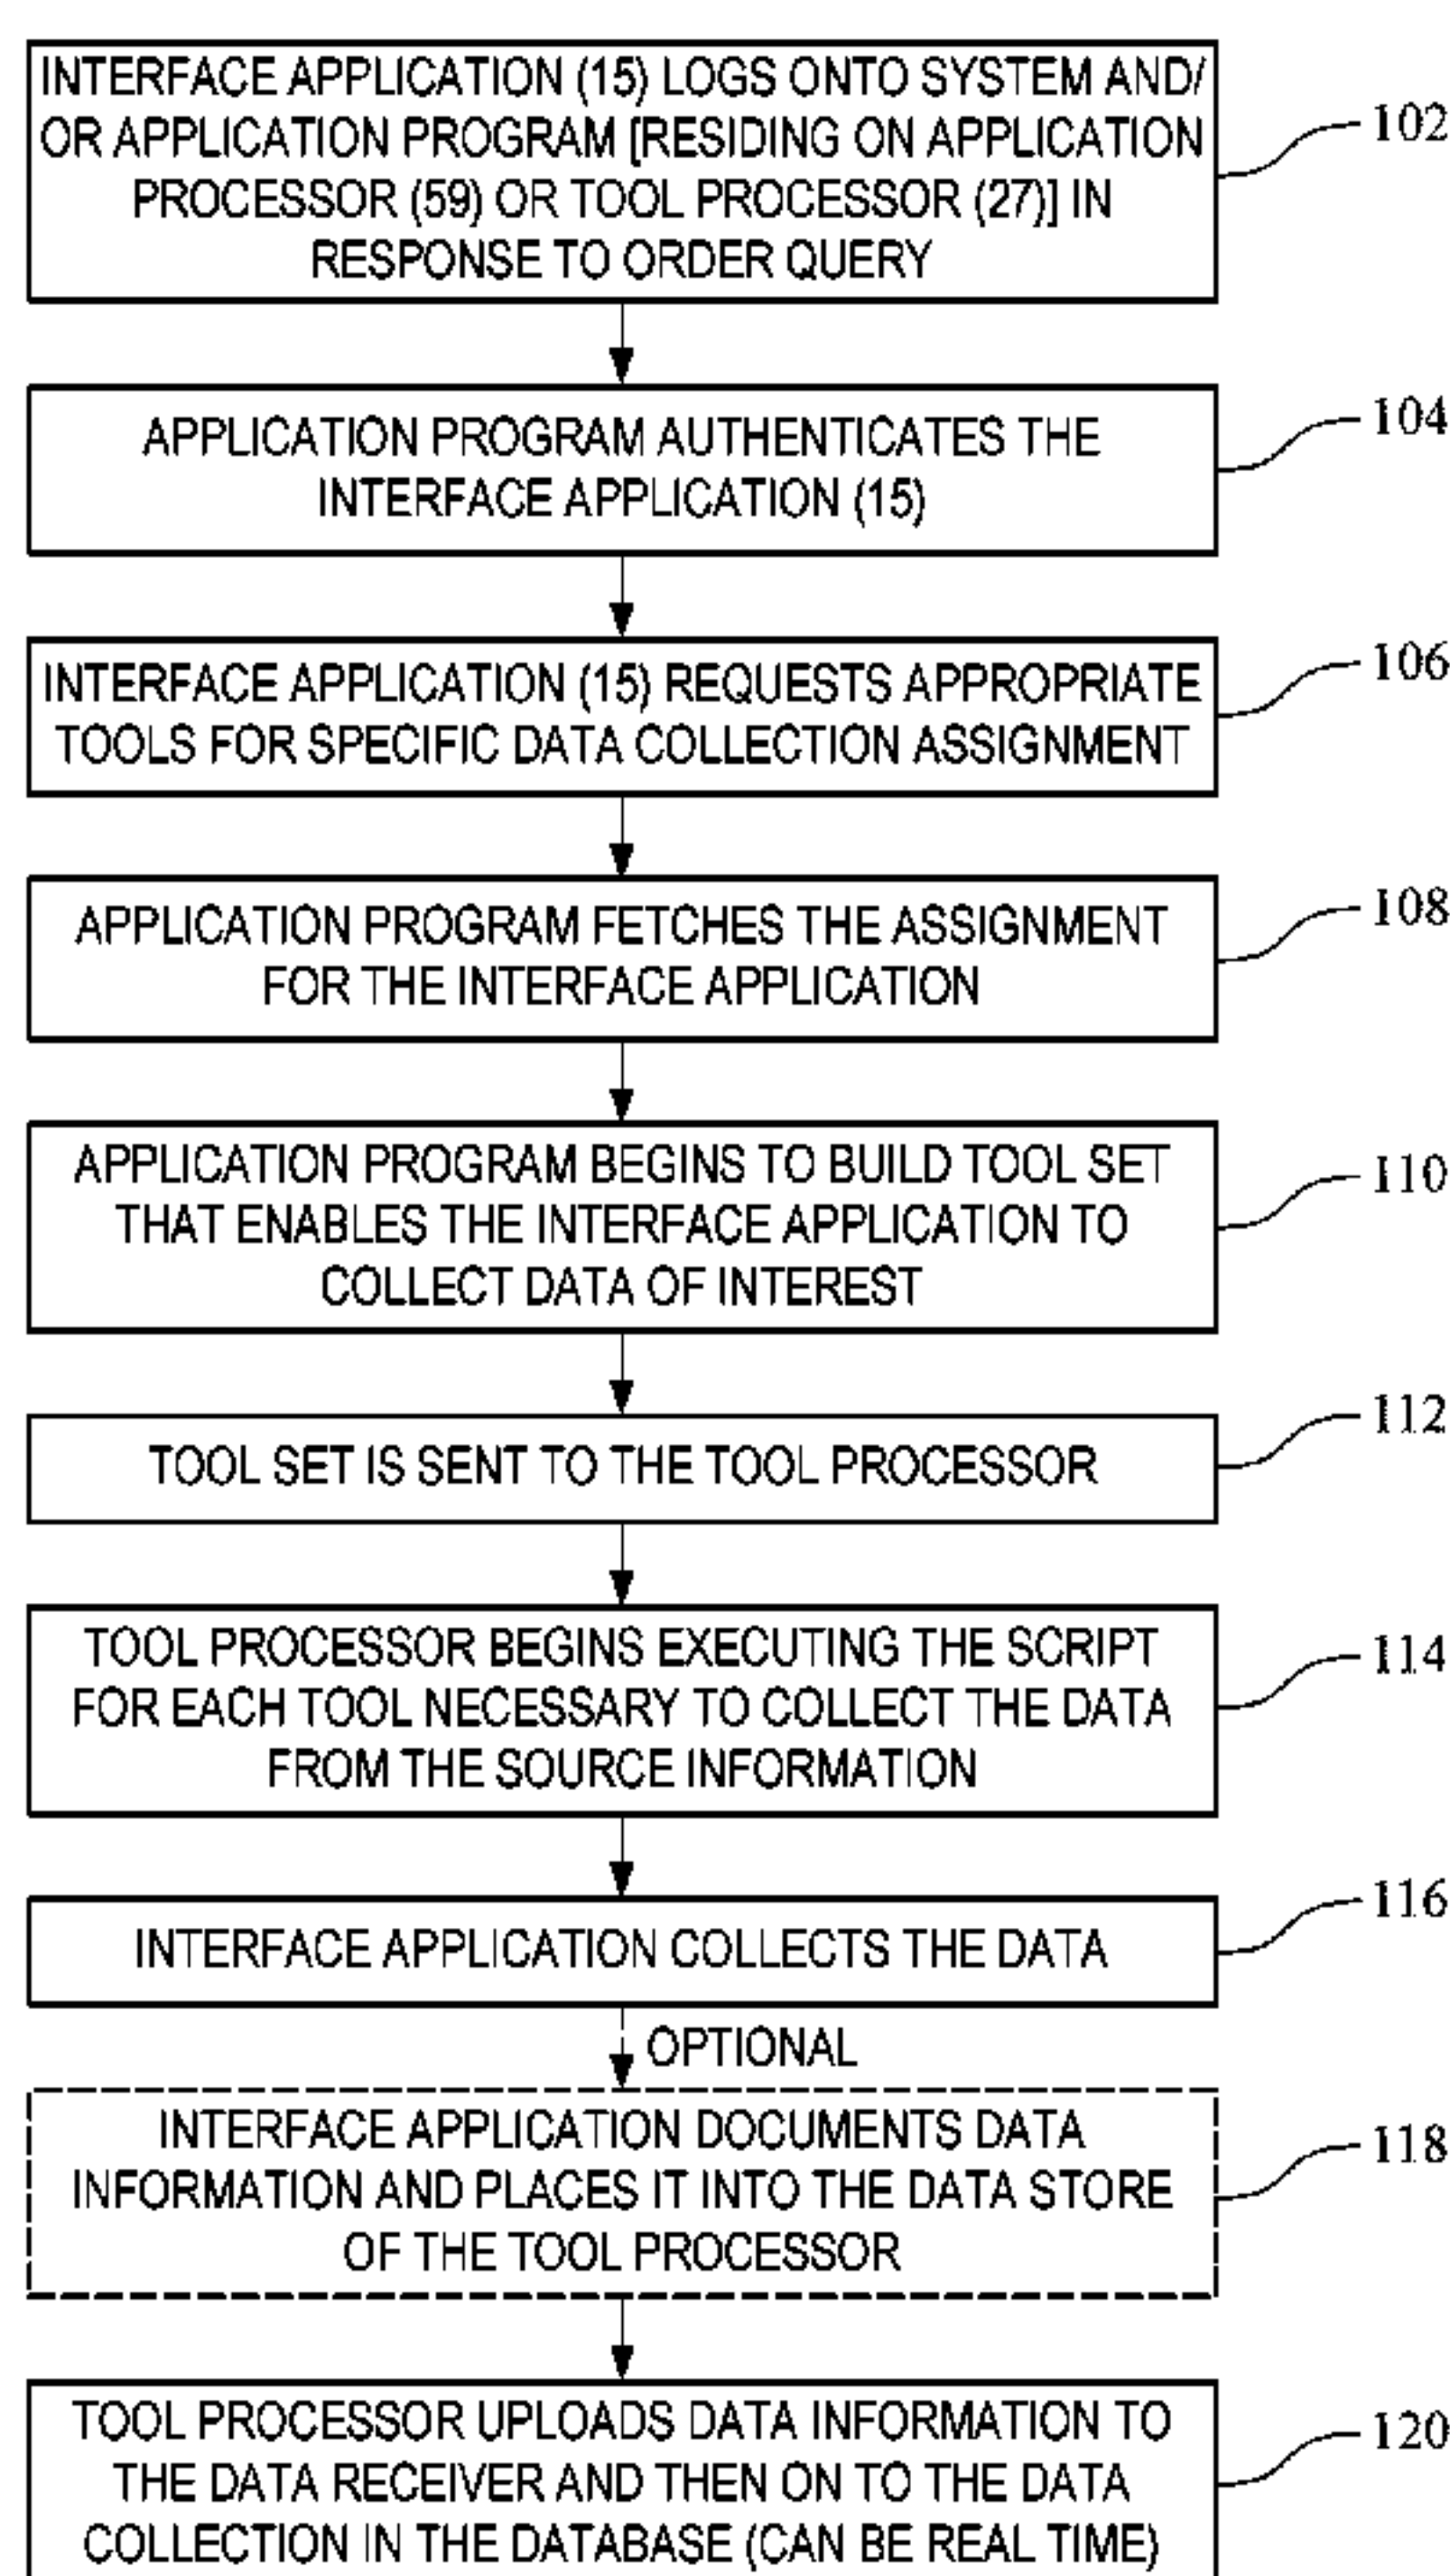 INTERFACE APPLICATION (15) LOGS ONTO SYSTEM AND/
OR APPLICATION PROGRAM [RESIDING ON APPLICATION
PROCESSOR (59) OR TOOL PROCESSOR (27)] IN
RESPONSE TO ORDER QUERY
102
APPLICATION PROGRAM AUTHENTICATES THE
INTERFACE APPLICATION (15)
104
INTERFACE APPLICATION (15) REQUESTS APPROPRIATE
TOOLS FOR SPECIFIC DATA COLLECTION ASSIGNMENT
106
APPLICATION PROGRAM FETCHES THE ASSIGNMENT
FOR THE INTERFACE APPLICATION
108
APPLICATION PROGRAM BEGINS TO BUILD TOOL SET
THAT ENABLES THE INTERFACE APPLICATION TO
COLLECT DATA OF INTEREST
110
TOOL SET IS SENT TO THE TOOL PROCESSOR
112
TOOL PROCESSOR BEGINS EXECUTING THE SCRIPT
FOR EACH TOOL NECESSARY TO COLLECT THE DATA
FROM THE SOURCE INFORMATION
114
INTERFACE APPLICATION COLLECTS THE DATA
116
OPTIONAL
INTERFACE APPLICATION DOCUMENTS DATA
INFORMATION AND PLACES IT INTO THE DATA STORE
OF THE TOOL PROCESSOR
118
TOOL PROCESSOR UPLOADS DATA INFORMATION TO
THE DATA RECEIVER AND THEN ON TO THE DATA
COLLECTION IN THE DATABASE (CAN BE REAL TIME)
120